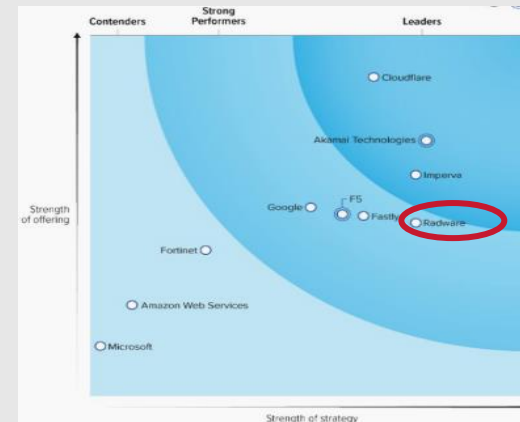 Contenders
Strong
Performers
Leaders
Cloudflare
Akamai Technologies
Imperva
Strength
of offering
Google
F5
Fastly
Radware
Fortinet
Amazon Web Services
Microsoft
Strength of strategy